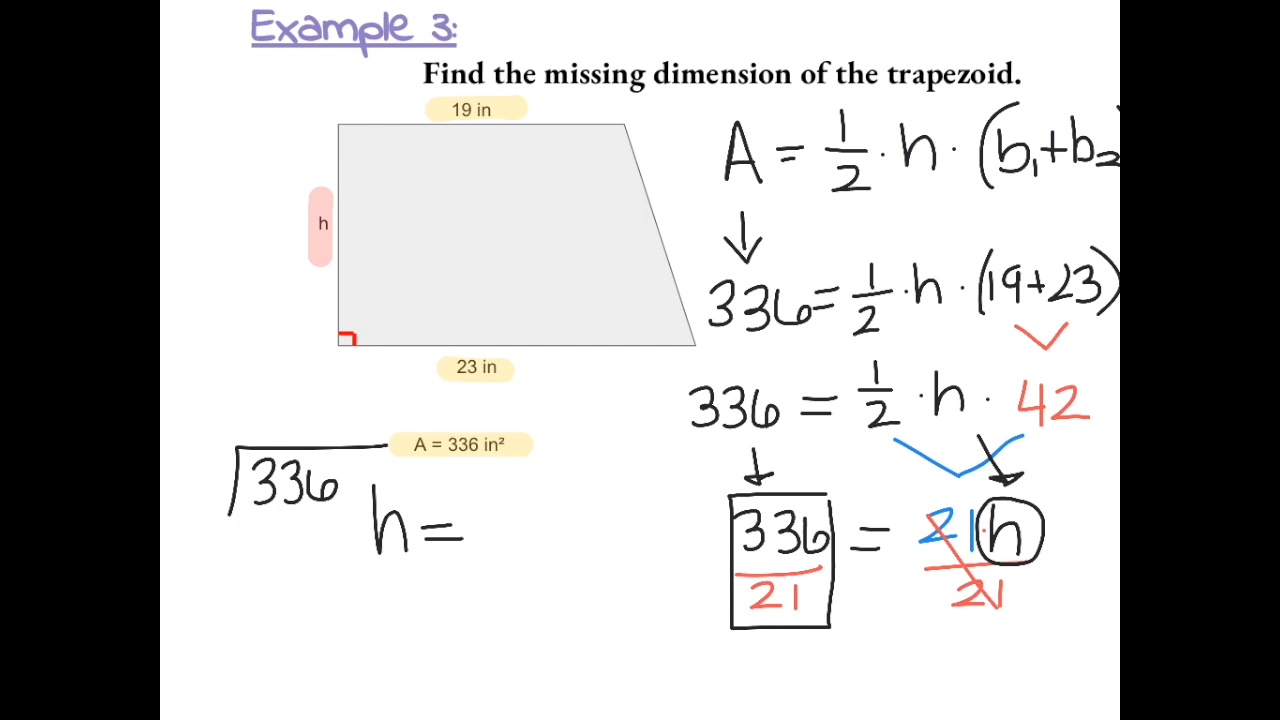 Example 3:
Find the missing dimension of the trapezoid.
19 in
h
23 in
A = 336 in²
336
h =
A = 1/2 · h · (b₁+b₂
336 = 1/2 · h · (19+23)
336 = 1/2 · h · 42
336/21 = 21·h/21